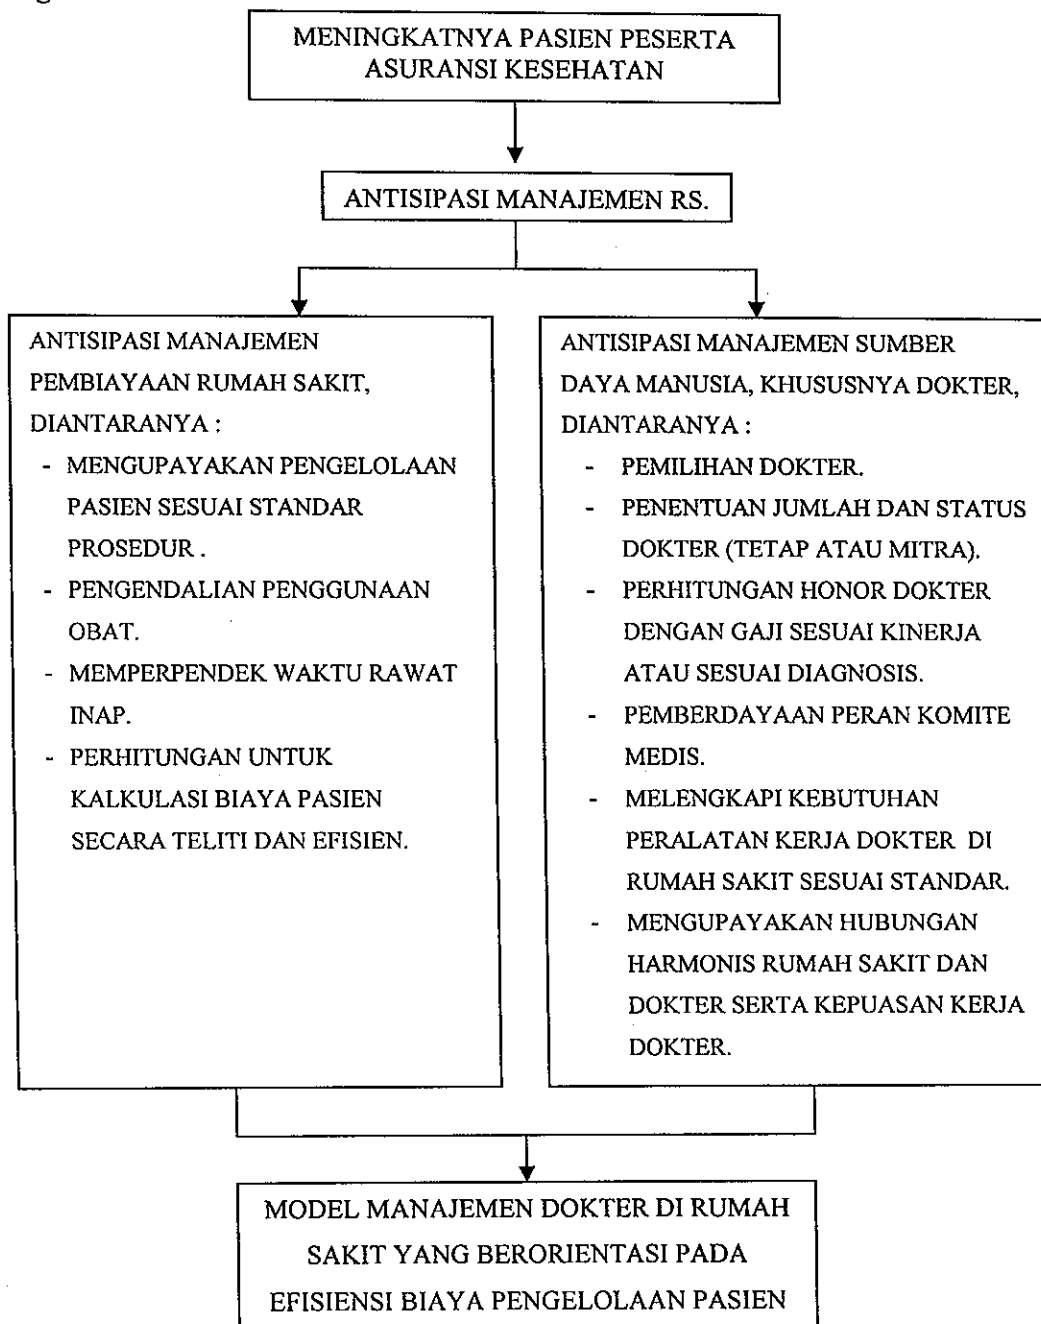 MENINGKATNYA PASIEN PESERTA
ASURANSI KESEHATAN
ANTISIPASI MANAJEMEN RS.
ANTISIPASI MANAJEMEN
PEMBIAYAAN RUMAH SAKIT,
DIANTARANYA :
- MENGUPAYAKAN PENGELOLAAN
PASIEN SESUAI STANDAR
PROSEDUR .
- PENGENDALIAN PENGGUNAAN
OBAT.
- MEMPERPENDEK WAKTU RAWAT
INAP.
- PERHITUNGAN UNTUK
KALKULASI BIAYA PASIEN
SECARA TELITI DAN EFISIEN.
ANTISIPASI MANAJEMEN SUMBER
DAYA MANUSIA, KHUSUSNYA DOKTER,
DIANTARANYA :
- PEMILIHAN DOKTER.
- PENENTUAN JUMLAH DAN STATUS
DOKTER (TETAP ATAU MITRA).
- PERHITUNGAN HONOR DOKTER
DENGAN GAJI SESUAI KINERJA
ATAU SESUAI DIAGNOSIS.
- PEMBERDAYAAN PERAN KOMITE
MEDIS.
- MELENGKAPI KEBUTUHAN
PERALATAN KERJA DOKTER DI
RUMAH SAKIT SESUAI STANDAR.
- MENGUPAYAKAN HUBUNGAN
HARMONIS RUMAH SAKIT DAN
DOKTER SERTA KEPUASAN KERJA
DOKTER.
MODEL MANAJEMEN DOKTER DI RUMAH
SAKIT YANG BERORIENTASI PADA
EFISIENSI BIAYA PENGELOLAAN PASIEN